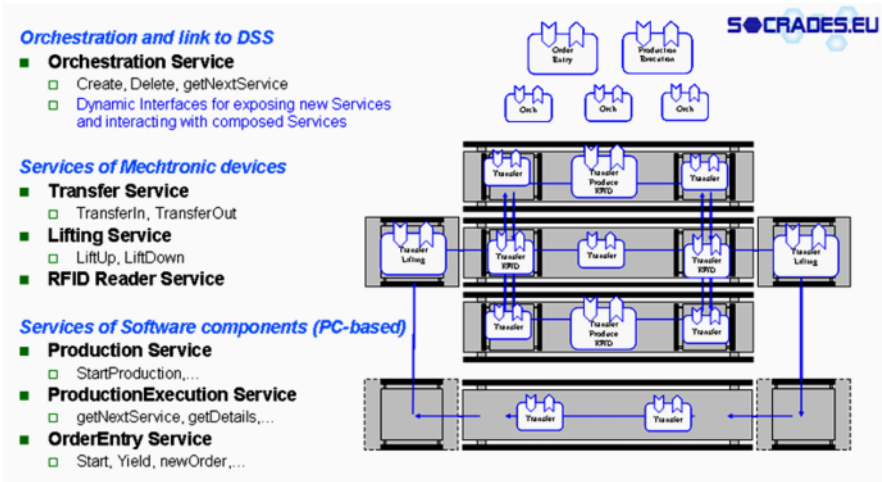 Orchestration and link to DSS
Orchestration Service
Create, Delete, getNextService
Dynamic Interfaces for exposing new Services
and interacting with composed Services
Services of Mechtronic devices
Transfer Service
TransferIn, TransferOut
Lifting Service
LiftUp, LiftDown
RFID Reader Service
Services of Software components (PC-based)
Production Service
StartProduction,...
ProductionExecution Service
getNextService, getDetails,...
OrderEntry Service
Start, Yield, newOrder,...
SOCRADES.EU
Order
Entry
Production
Execution
Orch
Orch
Orch
Transfer
Transfer
Produce
RFID
Transfer
Transfer
Lifting
Transfer
RFID
Transfer
Transfer
RFID
Transfer
Lifting
Transfer
Transfer
Produce
RFID
Transfer
Transfer
Transfer